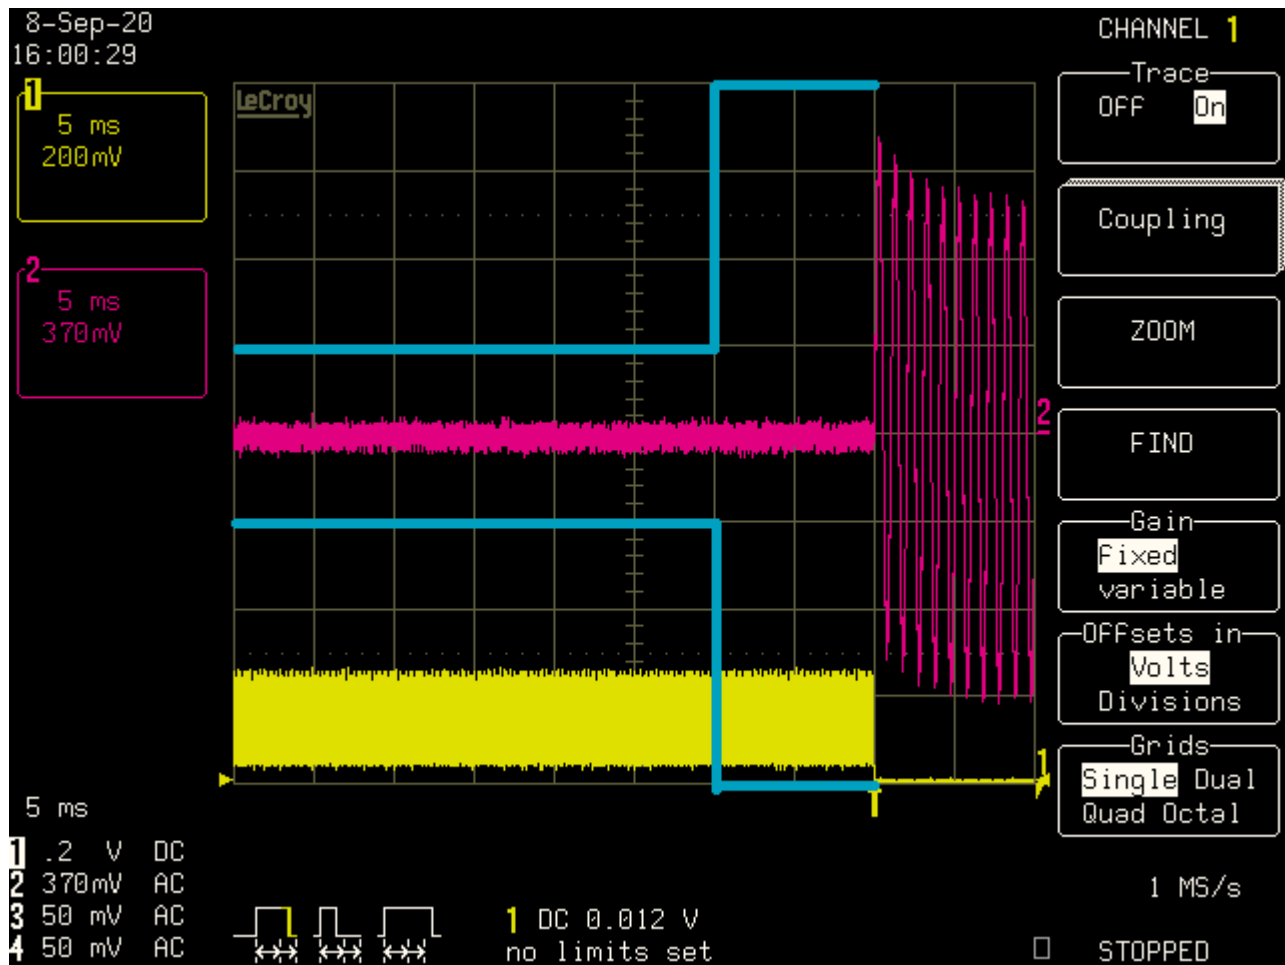 8-Sep-20
16:00:29
1
5 ms
200mV
2
5 ms
370mV
LeCroy
2
1
1
5 ms
1 .2 V DC
2 370mV AC
3 50 mV AC
4 50 mV AC
1 DC 0.012 V
no limits set
CHANNEL 1
Trace
OFF On
Coupling
ZOOM
FIND
Gain
Fixed
variable
OFFsets in
Volts
Divisions
Grids
Single Dual
Quad Octal
1 MS/s
STOPPED